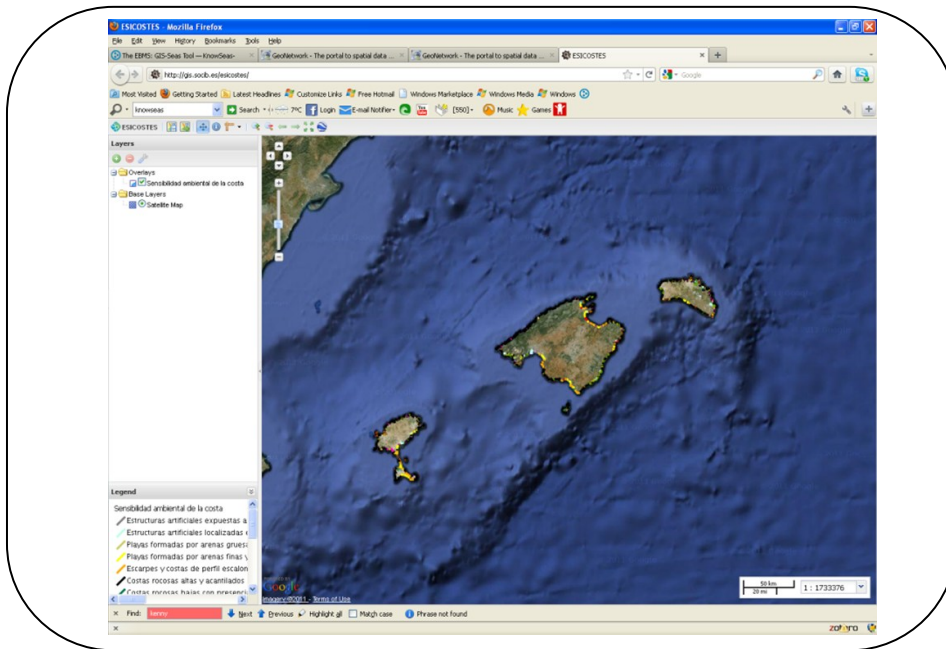 ESICOSTES - Mozilla Firefox
File Edit View History Bookmarks Tools Help
The EBMS: GIS-Seas Tool — KnowSeas- × GeoNetwork - The portal to spatial data ... × GeoNetwork - The portal to spatial data ... × ESICOSTES × +
http://gis.socib.es/esicostes/ Google
Most Visited Getting Started Latest Headlines Customize Links Free Hotmail Windows Marketplace Windows Media Windows
knowseas Search 7°C Login E-mail Notifier [550] Music Games
ESICOSTES
Layers
Overlays
Sensibilidad ambiental de la costa
Base Layers
Satellite Map
Legend
Sensibilidad ambiental de la costa
Estructuras artificiales expuestas a
Estructuras artificiales localizadas e
Playas formadas por arenas grues
Playas formadas por arenas finas y
Escarpes y costas de perfil escalon
Costas rocosas altas y acantilados
Costas rocosas bajas con presenci
Google
Imagery ©2011 - Terms of Use
50 km
20 mi
1 : 1733376
× Find: kenny Next Previous Highlight all Match case Phrase not found
× zotero